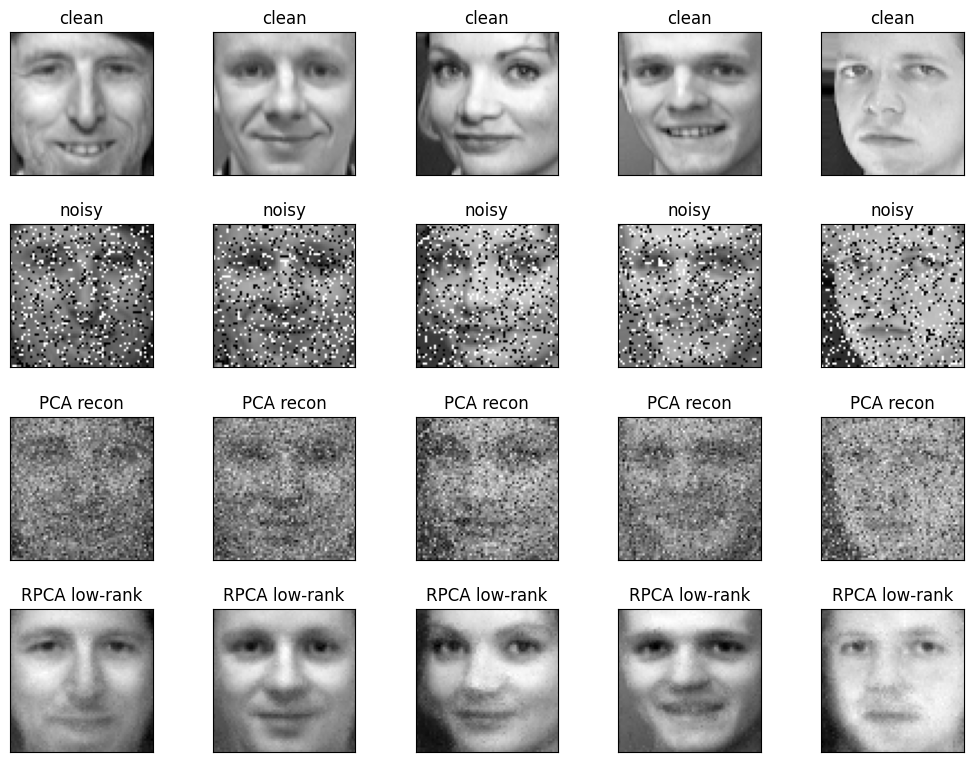 clean clean clean clean clean
noisy noisy noisy noisy noisy
PCA recon PCA recon PCA recon PCA recon PCA recon
RPCA low-rank RPCA low-rank RPCA low-rank RPCA low-rank RPCA low-rank